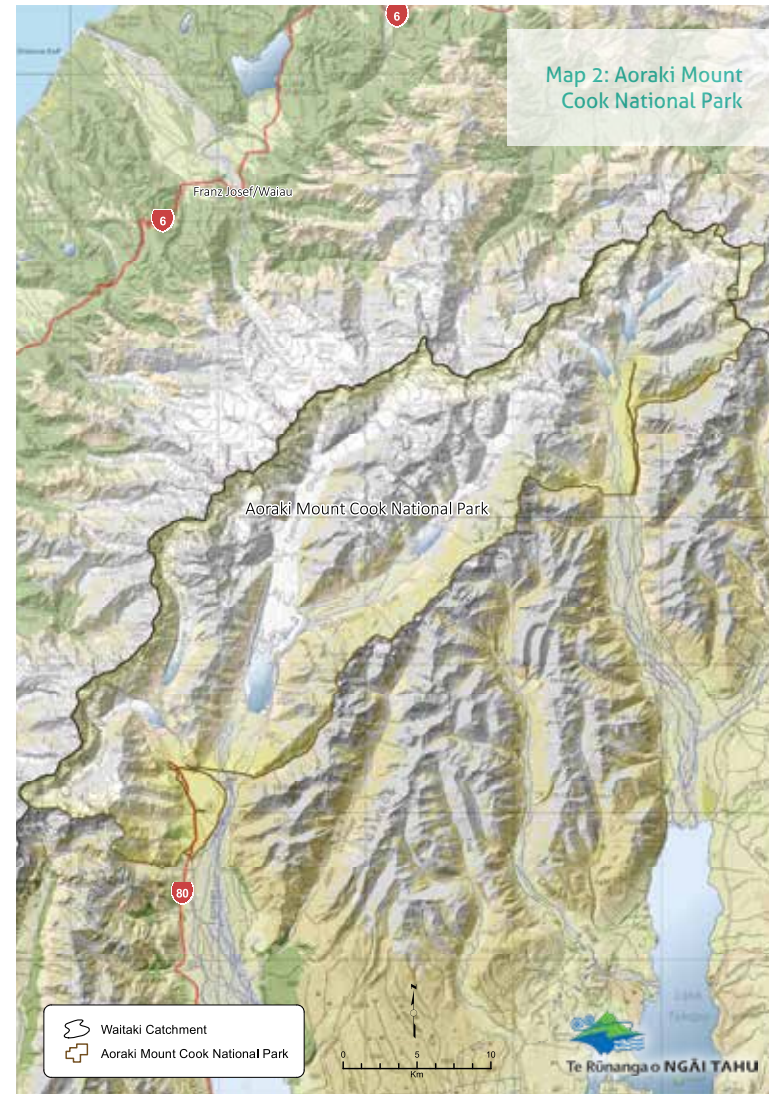 6
Map 2: Aoraki Mount
Cook National Park
Franz Josef/Waiau
6
Aoraki Mount Cook National Park
80
Waitaki Catchment
Aoraki Mount Cook National Park
N
0 5 10
Km
Te Rūnanga o NGĀI TAHU